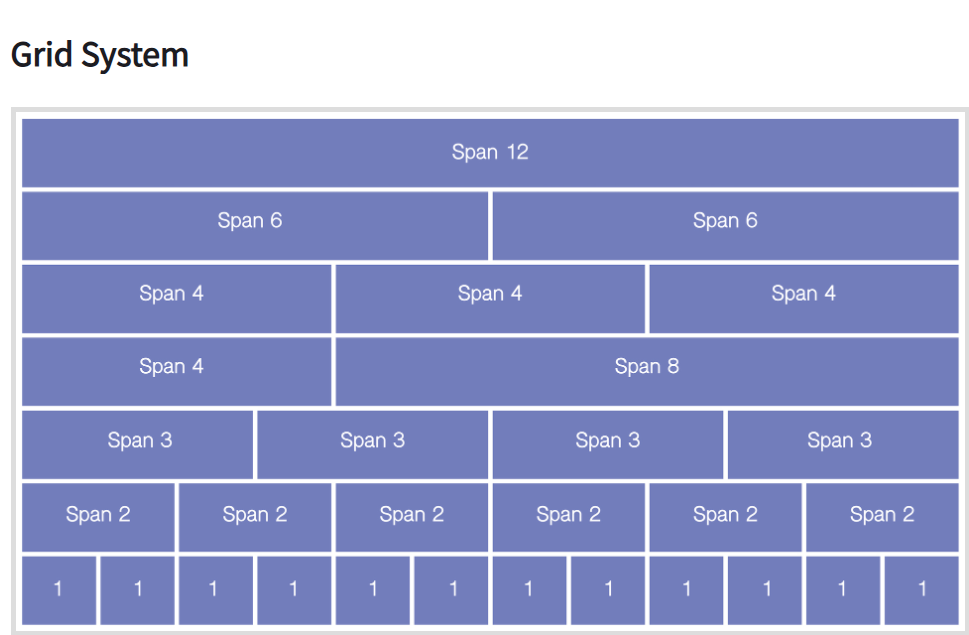 Grid System
Span 12
Span 6 Span 6
Span 4 Span 4 Span 4
Span 4 Span 8
Span 3 Span 3 Span 3 Span 3
Span 2 Span 2 Span 2 Span 2 Span 2 Span 2
1 1 1 1 1 1 1 1 1 1 1 1